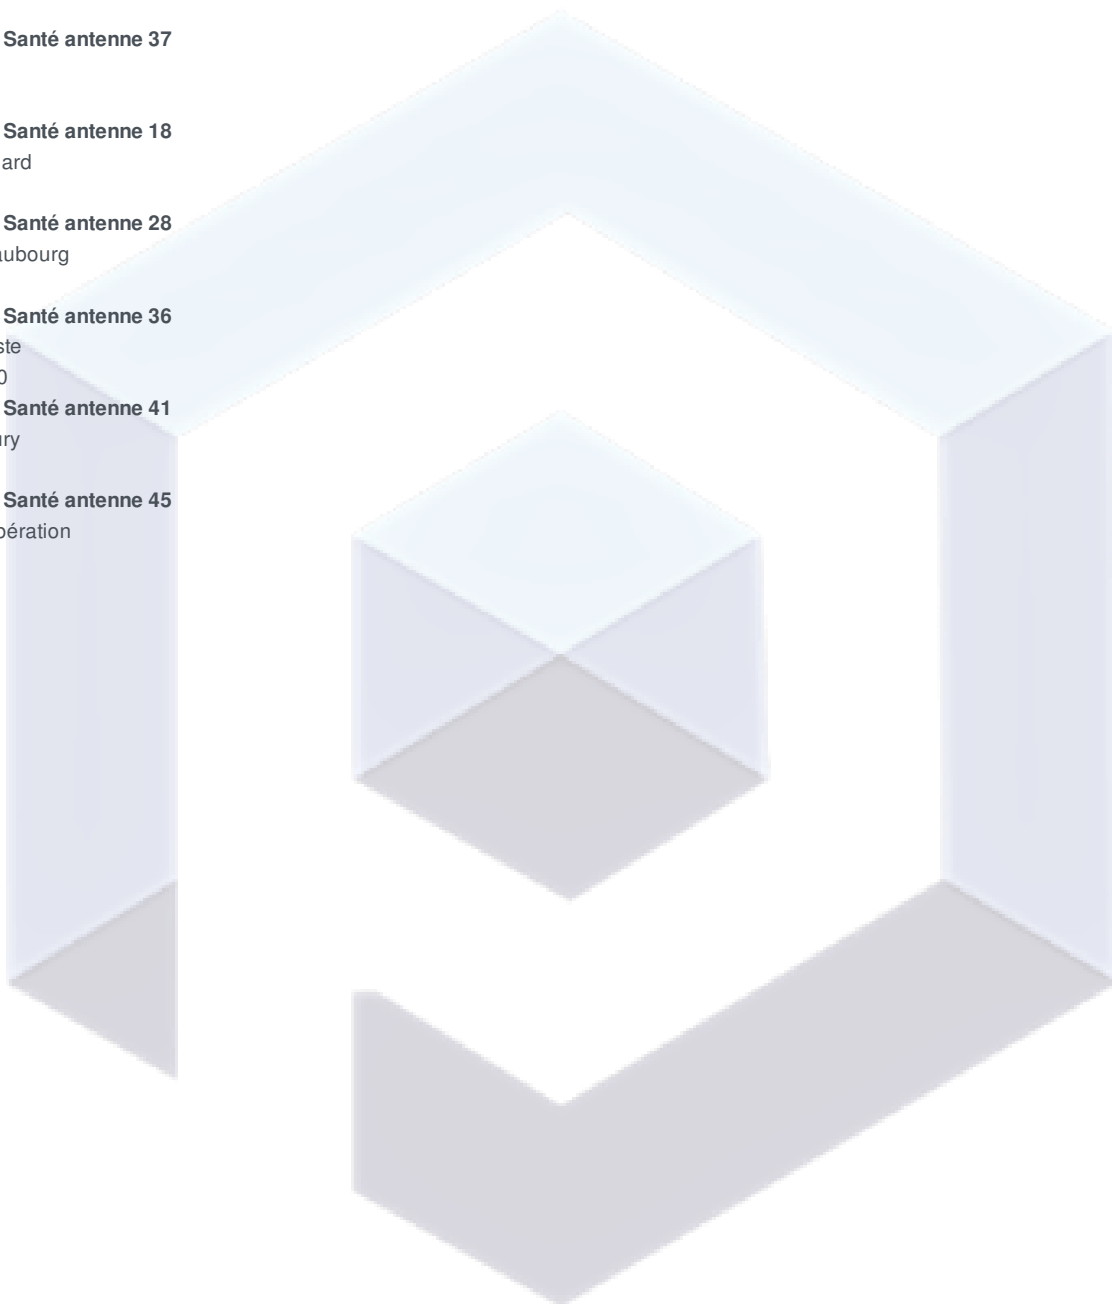 Santé antenne 37
Santé antenne 18
ard
Santé antenne 28
aubourg
Santé antenne 36
ste
0
Santé antenne 41
ury
Santé antenne 45
pération